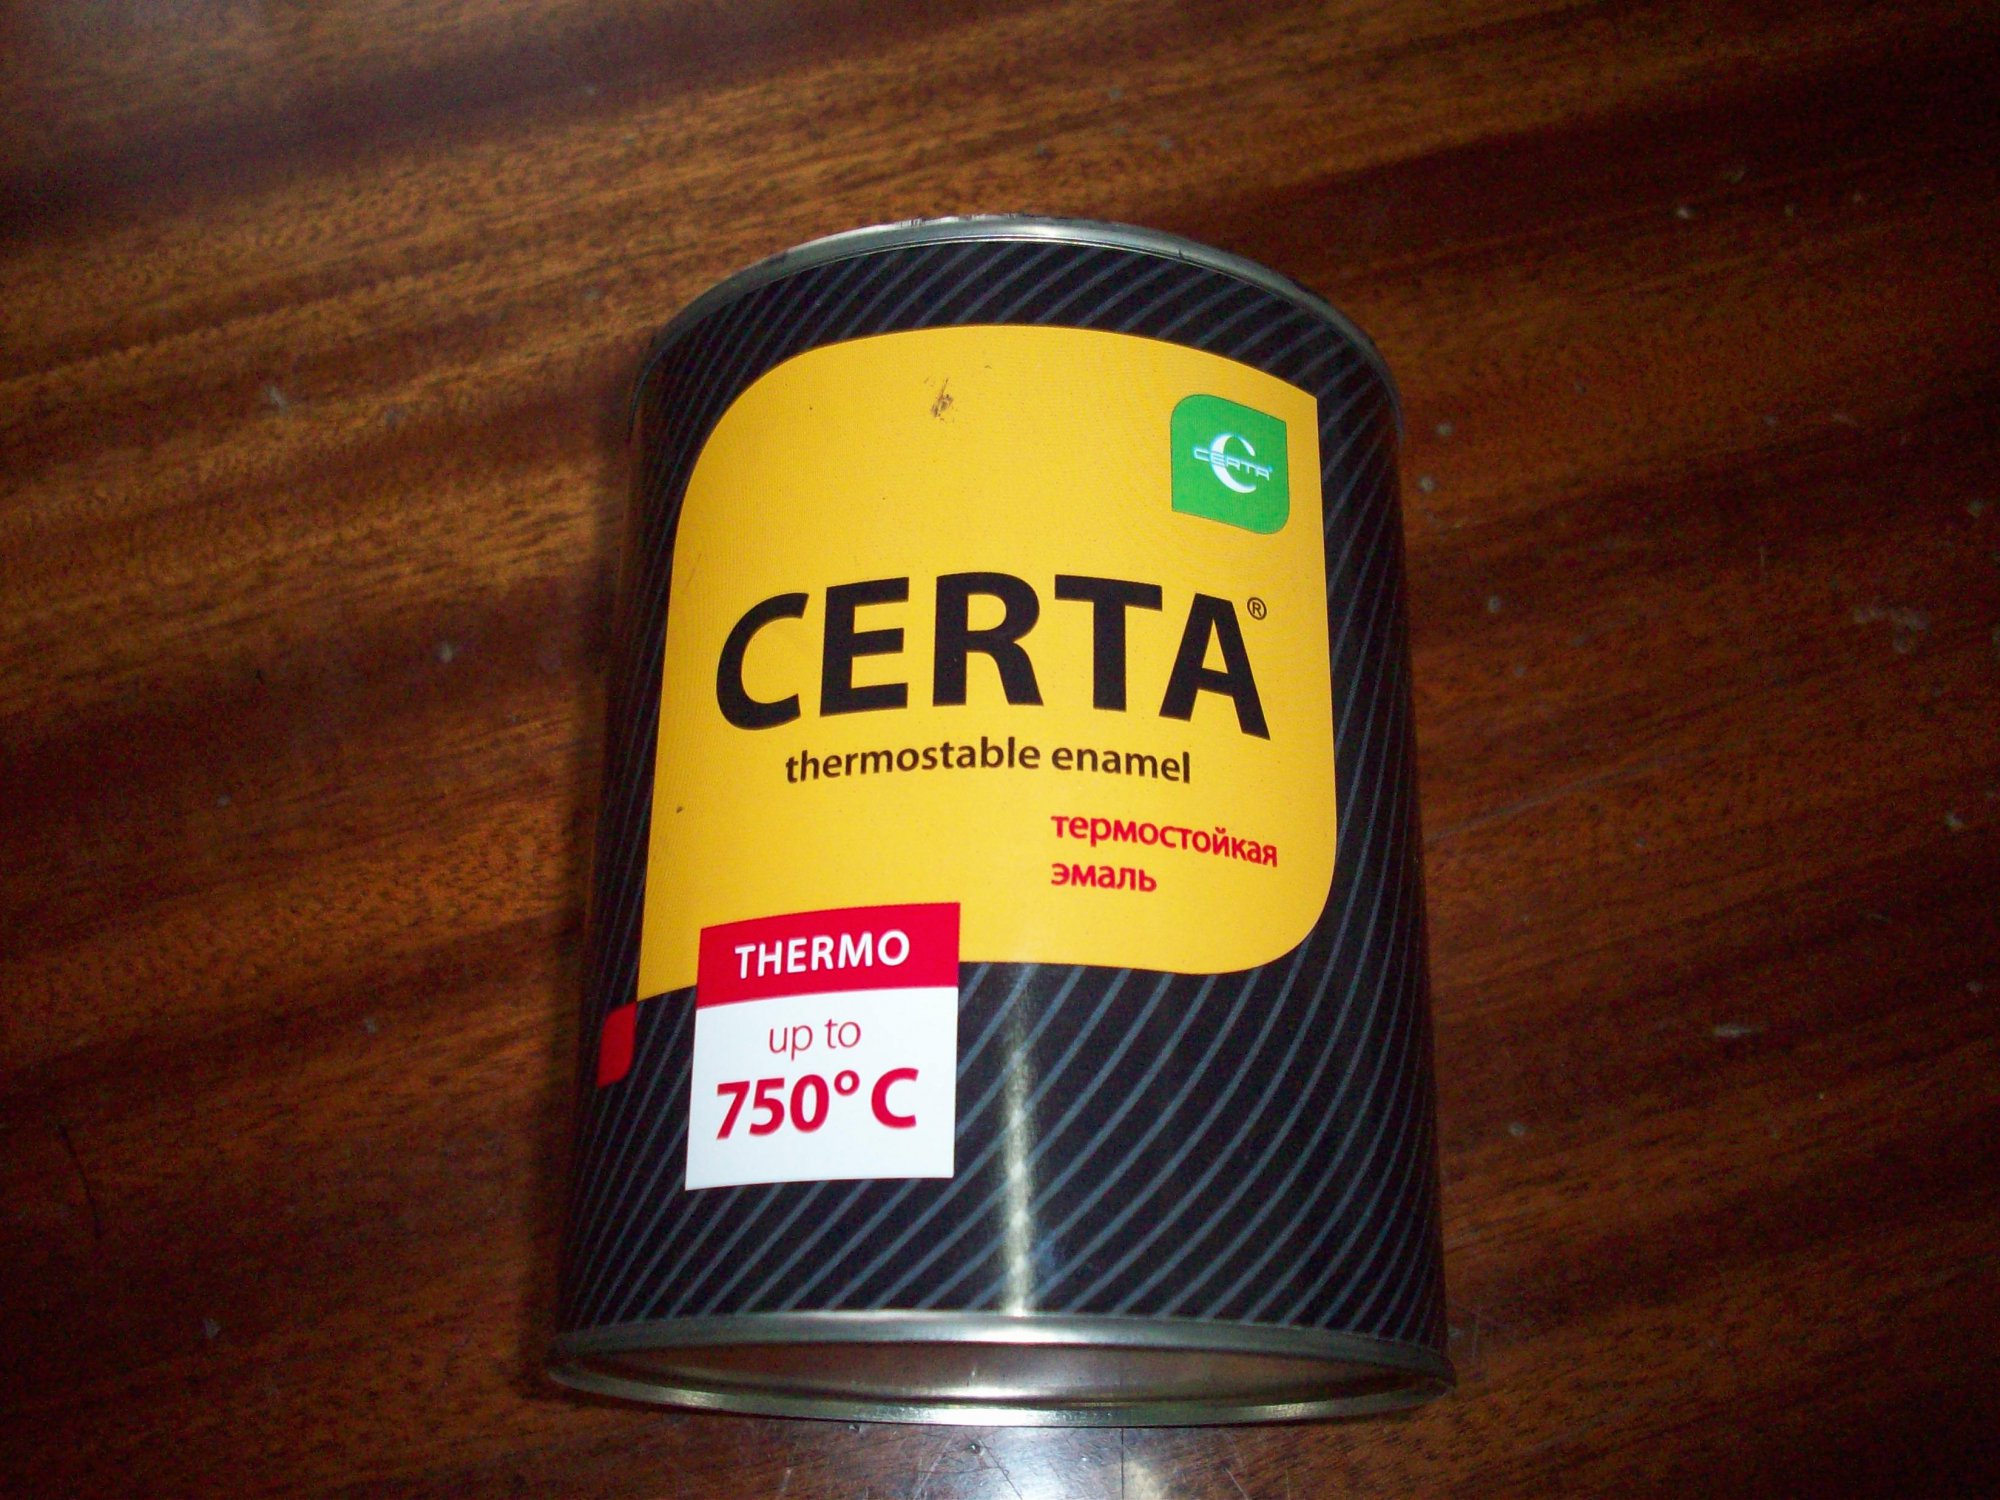 CERTA®
CERTA®
thermostable enamel
термостойкая
эмаль
THERMO
up to
750°C